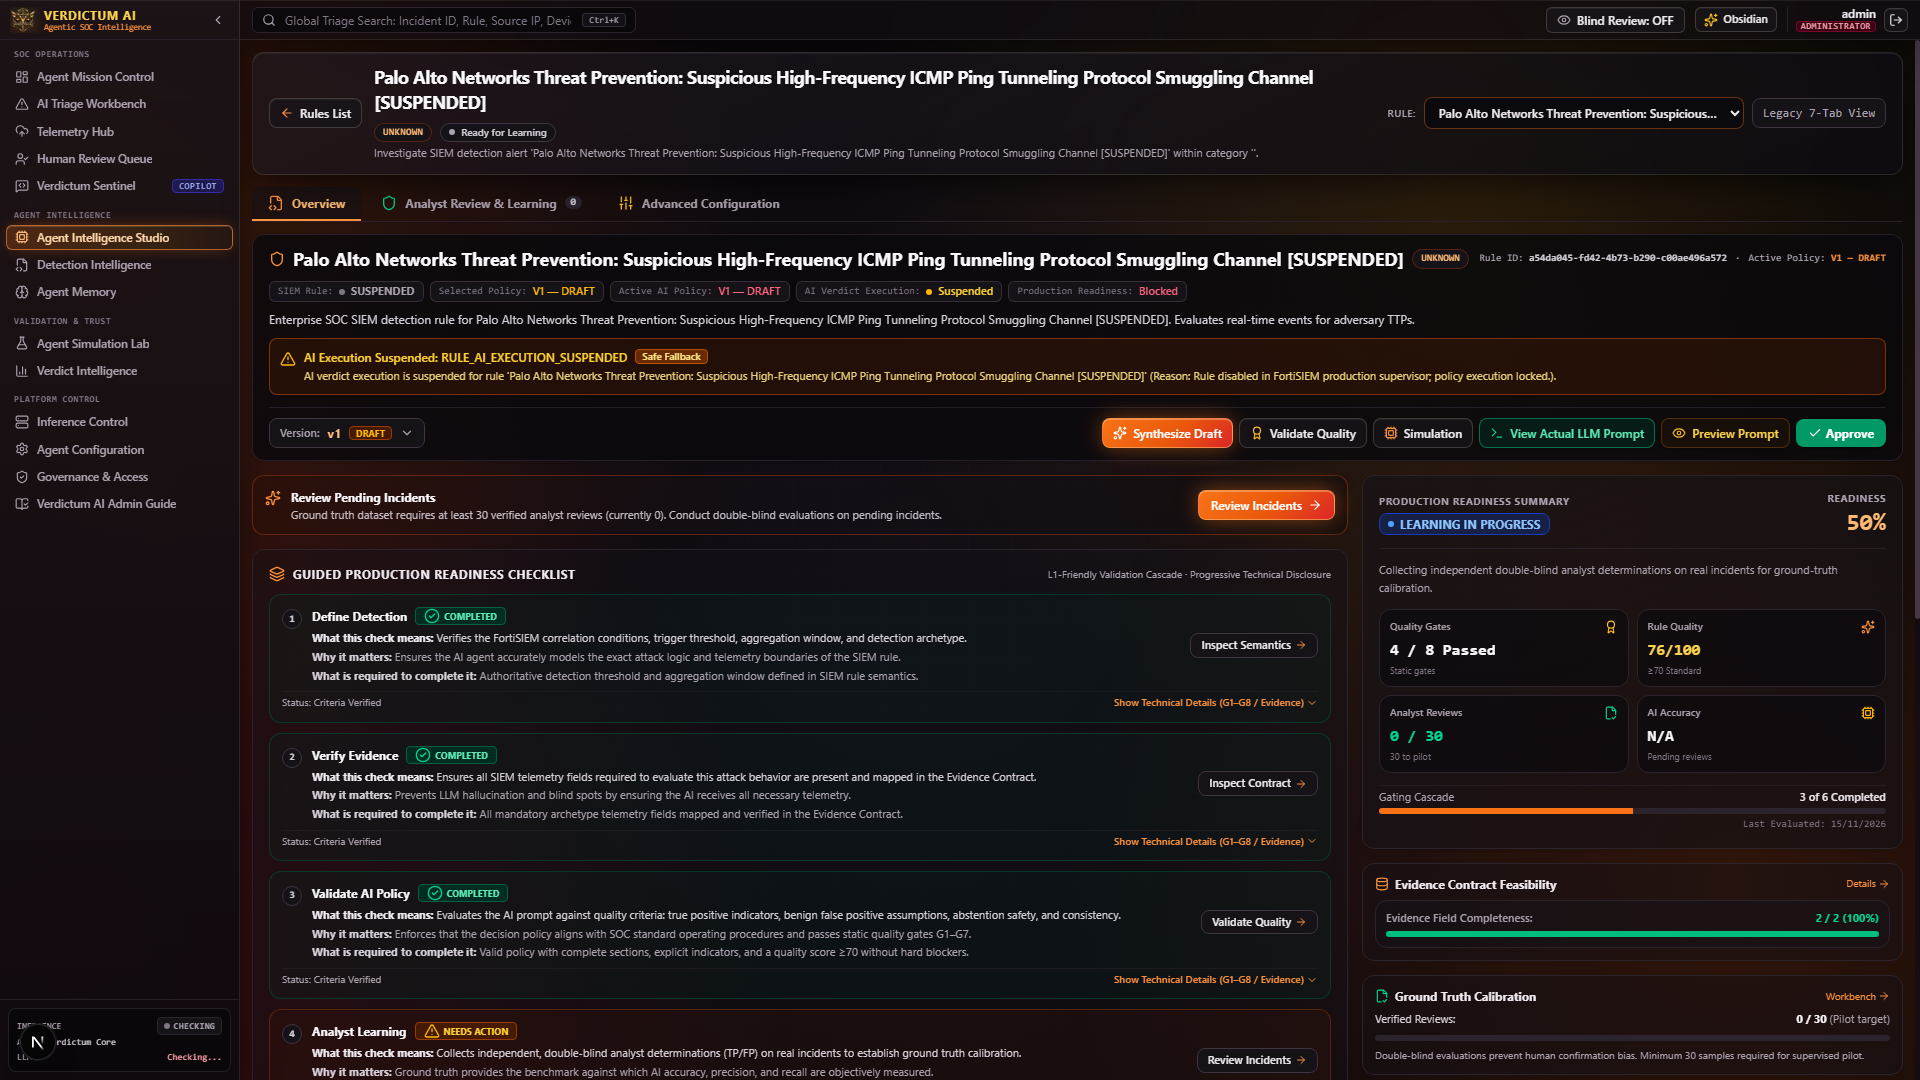 VERDICTUM AI
Agentic SOC Intelligence
Global Triage Search: Incident ID, Rule, Source IP, Devi
Ctrl+K
Blind Review: OFF
Obsidian
admin
ADMINISTRATOR
SOC OPERATIONS
Agent Mission Control
AI Triage Workbench
Telemetry Hub
Human Review Queue
Verdictum Sentinel
COPILOT
AGENT INTELLIGENCE
Agent Intelligence Studio
Detection Intelligence
Agent Memory
VALIDATION & TRUST
Agent Simulation Lab
Verdict Intelligence
PLATFORM CONTROL
Inference Control
Agent Configuration
Governance & Access
Verdictum AI Admin Guide
CHECKING
rdictum Core
Checking...
N
Rules List
Palo Alto Networks Threat Prevention: Suspicious High-Frequency ICMP Ping Tunneling Protocol Smuggling Channel
[SUSPENDED]
UNKNOWN
Ready for Learning
Investigate SIEM detection alert 'Palo Alto Networks Threat Prevention: Suspicious High-Frequency ICMP Ping Tunneling Protocol Smuggling Channel [SUSPENDED]' within category ''.
RULE:
Palo Alto Networks Threat Prevention: Suspicious...
Legacy 7-Tab View
Overview
Analyst Review & Learning 0
Advanced Configuration
Palo Alto Networks Threat Prevention: Suspicious High-Frequency ICMP Ping Tunneling Protocol Smuggling Channel [SUSPENDED]
UNKNOWN
Rule ID: a54da045-fd42-4b73-b290-c00ae496a572 · Active Policy: V1 — DRAFT
SIEM Rule: SUSPENDED
Selected Policy: V1 — DRAFT
Active AI Policy: V1 — DRAFT
AI Verdict Execution: Suspended
Production Readiness: Blocked
Enterprise SOC SIEM detection rule for Palo Alto Networks Threat Prevention: Suspicious High-Frequency ICMP Ping Tunneling Protocol Smuggling Channel [SUSPENDED]. Evaluates real-time events for adversary TTPs.
AI Execution Suspended: RULE_AI_EXECUTION_SUSPENDED
Safe Fallback
AI verdict execution is suspended for rule 'Palo Alto Networks Threat Prevention: Suspicious High-Frequency ICMP Ping Tunneling Protocol Smuggling Channel [SUSPENDED]' (Reason: Rule disabled in FortiSIEM production supervisor; policy execution locked.).
Version: v1 DRAFT
Synthesize Draft
Validate Quality
Simulation
View Actual LLM Prompt
Preview Prompt
Approve
Review Pending Incidents
Ground truth dataset requires at least 30 verified analyst reviews (currently 0). Conduct double-blind evaluations on pending incidents.
Review Incidents
GUIDED PRODUCTION READINESS CHECKLIST
L1-Friendly Validation Cascade · Progressive Technical Disclosure
1
Define Detection
COMPLETED
What this check means: Verifies the FortiSIEM correlation conditions, trigger threshold, aggregation window, and detection archetype.
Why it matters: Ensures the AI agent accurately models the exact attack logic and telemetry boundaries of the SIEM rule.
What is required to complete it: Authoritative detection threshold and aggregation window defined in SIEM rule semantics.
Inspect Semantics
Status: Criteria Verified
Show Technical Details (G1–G8 / Evidence)
2
Verify Evidence
COMPLETED
What this check means: Ensures all SIEM telemetry fields required to evaluate this attack behavior are present and mapped in the Evidence Contract.
Why it matters: Prevents LLM hallucination and blind spots by ensuring the AI receives all necessary telemetry.
What is required to complete it: All mandatory archetype telemetry fields mapped and verified in the Evidence Contract.
Inspect Contract
Status: Criteria Verified
Show Technical Details (G1–G8 / Evidence)
3
Validate AI Policy
COMPLETED
What this check means: Evaluates the AI prompt against quality criteria: true positive indicators, benign false positive assumptions, abstention safety, and consistency.
Why it matters: Enforces that the decision policy aligns with SOC standard operating procedures and passes static quality gates G1–G7.
What is required to complete it: Valid policy with complete sections, explicit indicators, and a quality score ≥70 without hard blockers.
Validate Quality
Status: Criteria Verified
Show Technical Details (G1–G8 / Evidence)
4
Analyst Learning
NEEDS ACTION
What this check means: Collects independent, double-blind analyst determinations (TP/FP) on real incidents to establish ground truth calibration.
Why it matters: Ground truth provides the benchmark against which AI accuracy, precision, and recall are objectively measured.
Review Incidents
PRODUCTION READINESS SUMMARY
LEARNING IN PROGRESS
READINESS
50%
Collecting independent double-blind analyst determinations on real incidents for ground-truth
calibration.
Quality Gates
4 / 8 Passed
Static gates
Rule Quality
76/100
≥70 Standard
Analyst Reviews
0 / 30
30 to pilot
AI Accuracy
N/A
Pending reviews
Gating Cascade
3 of 6 Completed
Last Evaluated: 15/11/2026
Evidence Contract Feasibility
Details
Evidence Field Completeness:
2 / 2 (100%)
Ground Truth Calibration
Workbench
Verified Reviews:
0 / 30 (Pilot target)
Double-blind evaluations prevent human confirmation bias. Minimum 30 samples required for supervised pilot.